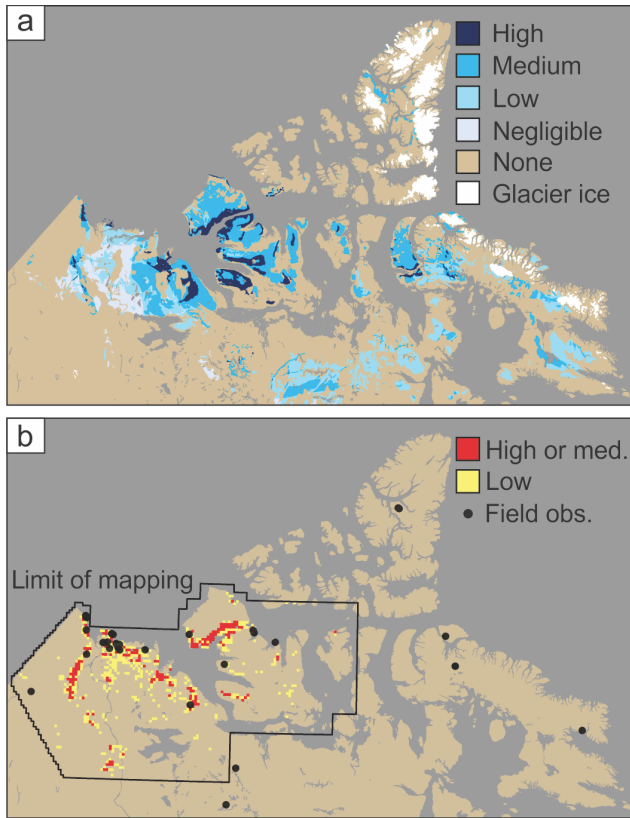 a
High
Medium
Low
Negligible
None
Glacier ice
b
High or med.
Low
Field obs.
Limit of mapping